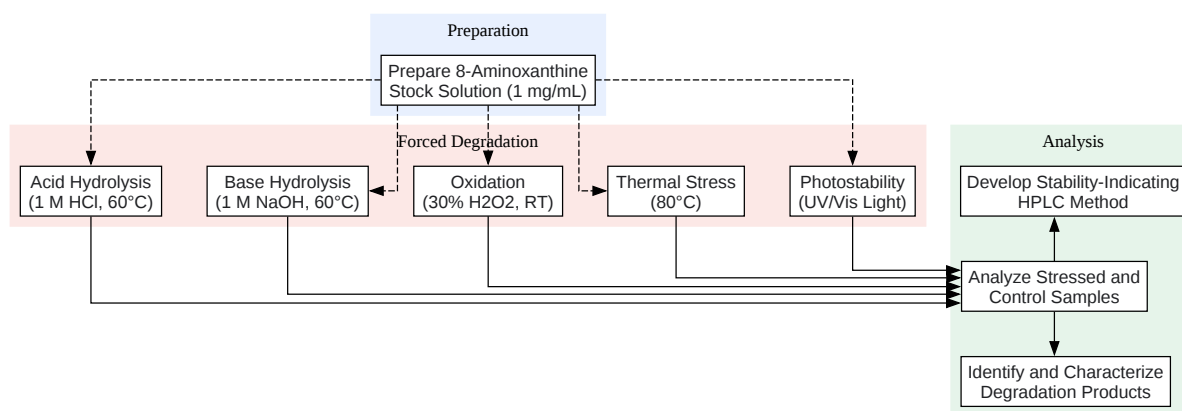 Preparation
Prepare 8-Aminoxanthine
Stock Solution (1 mg/mL)
Forced Degradation
Acid Hydrolysis
(1 M HCl, 60°C)
Base Hydrolysis
(1 M NaOH, 60°C)
Oxidation
(30% H2O2, RT)
Thermal Stress
(80°C)
Photostability
(UV/Vis Light)
Analysis
Develop Stability-Indicating
HPLC Method
Analyze Stressed and
Control Samples
Identify and Characterize
Degradation Products